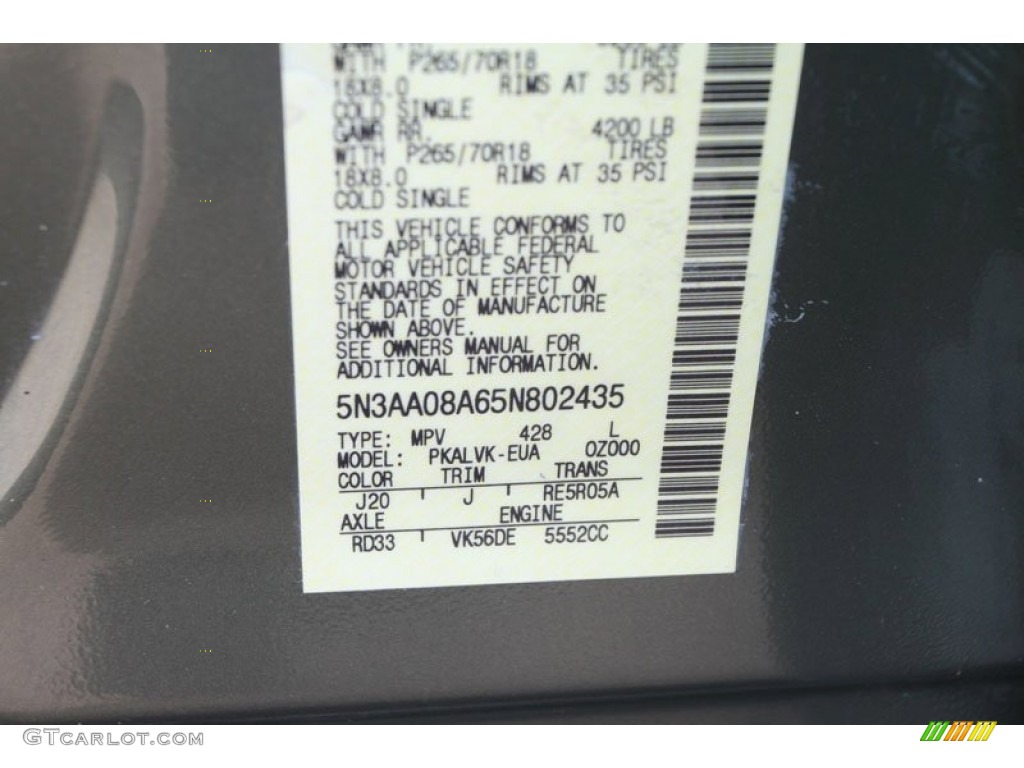 WITH P265/70R18 TIRES
18X8.0 RIMS AT 35 PSI
COLD SINGLE
GAWR RR. 4200 LB
WITH P265/70R18 TIRES
18X8.0 RIMS AT 35 PSI
COLD SINGLE
THIS VEHICLE CONFORMS TO
ALL APPLICABLE FEDERAL
MOTOR VEHICLE SAFETY
STANDARDS IN EFFECT ON
THE DATE OF MANUFACTURE
SHOWN ABOVE.
SEE OWNERS MANUAL FOR
ADDITIONAL INFORMATION.
5N3AA08A65N802435
TYPE: MPV 428 L
MODEL: PKALVK-EUA 0Z000
COLOR TRIM TRANS
J20 J RE5R05A
AXLE ENGINE
RD33 VK56DE 5552CC
GTCarlot.com